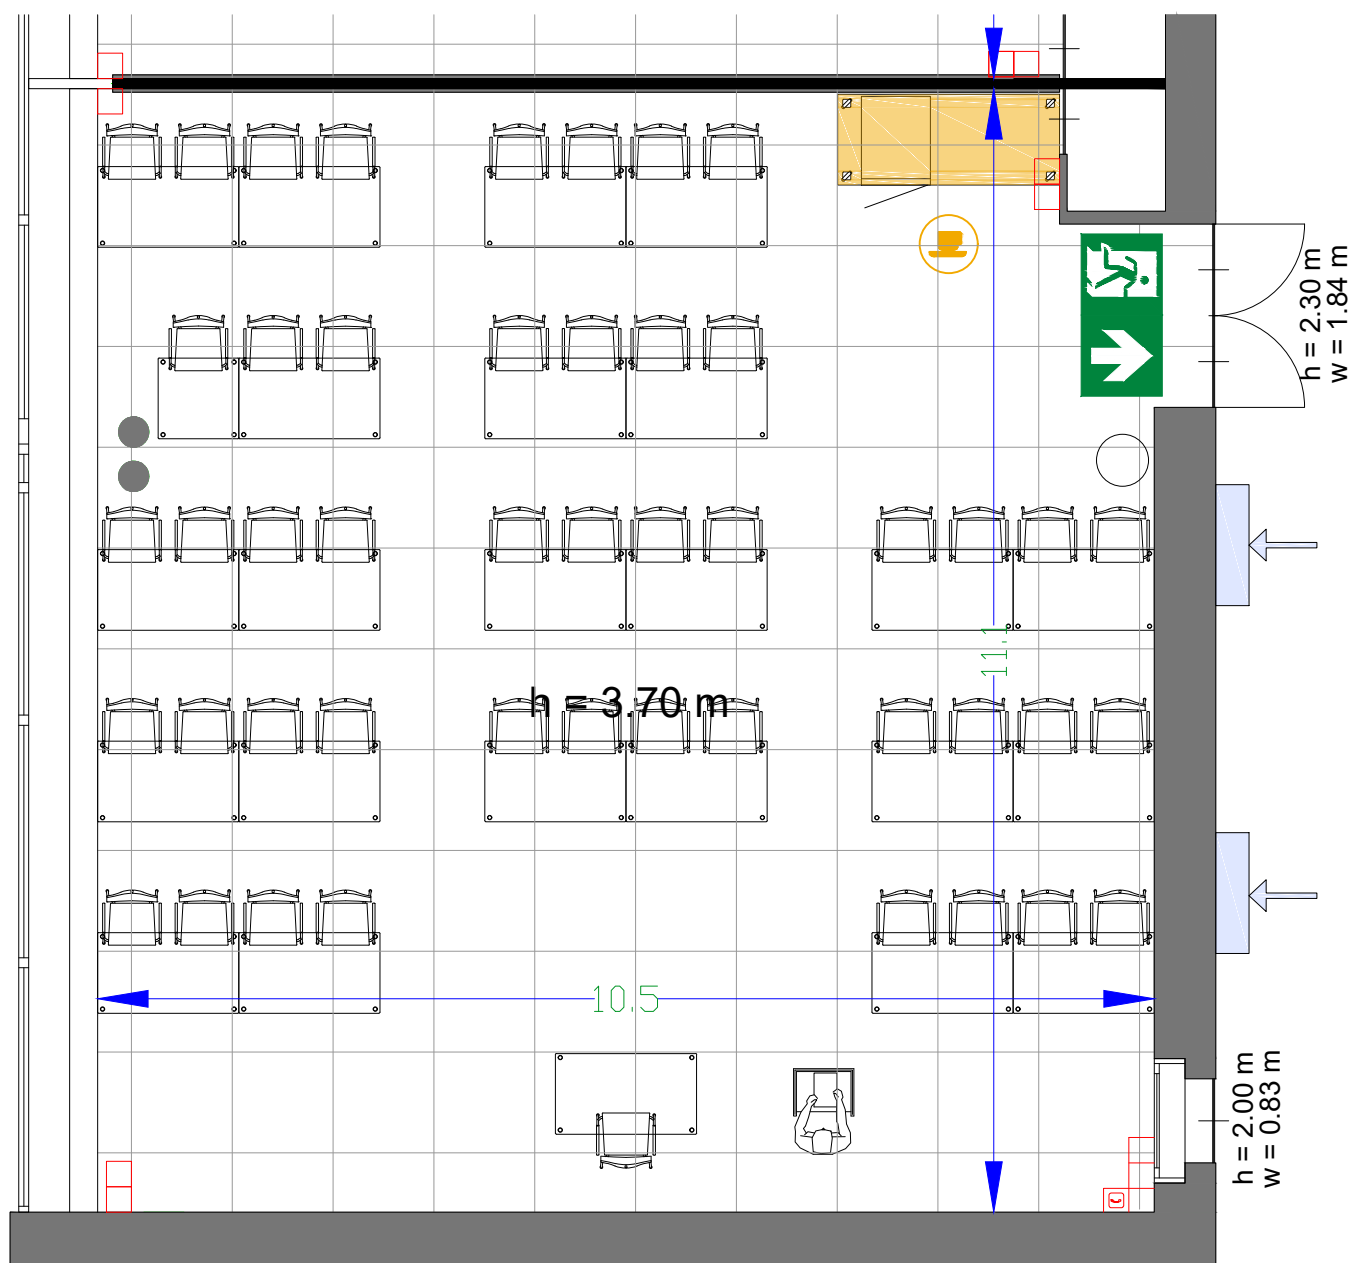 h = 2.30 m
w = 1.84 m
11.1
h = 3.70 m
10.5
h = 2.00 m
w = 0.83 m